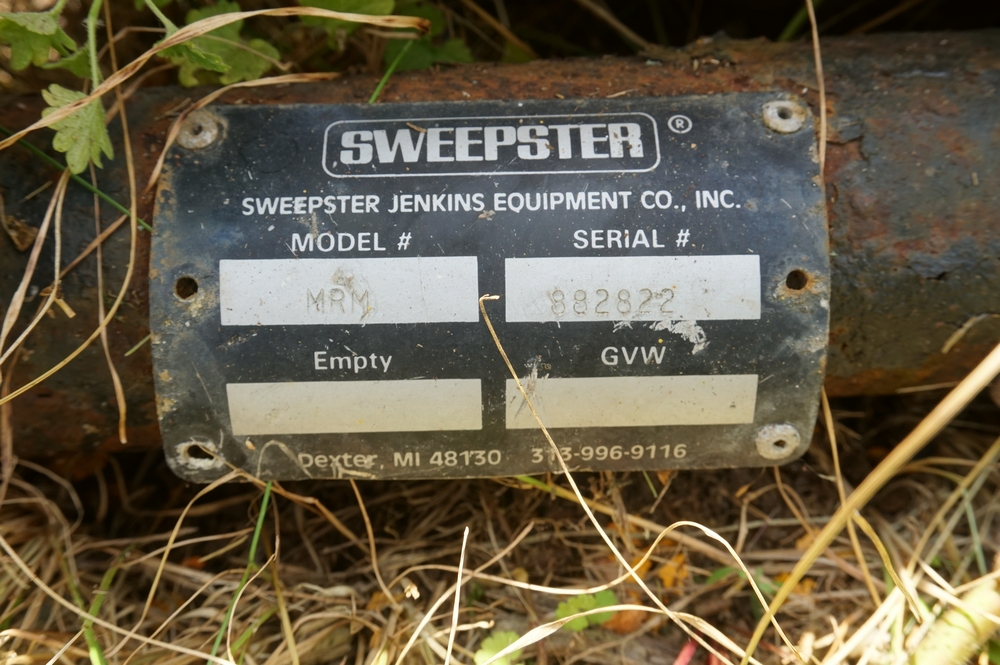 SWEEPSTER ®
SWEEPSTER JENKINS EQUIPMENT CO., INC.
MODEL # SERIAL #
MRM 882822
Empty GVW
Dexter, MI 48130 313-996-9116